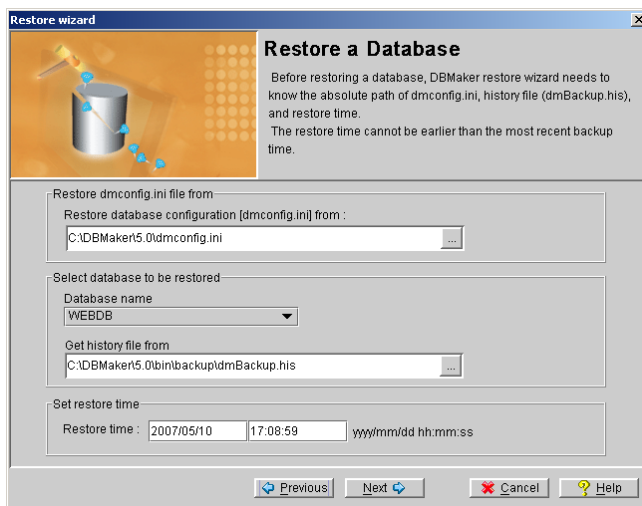 Restore wizard
Restore a Database
Before restoring a database, DBMaker restore wizard needs to
know the absolute path of dmconfig.ini, history file (dmBackup.his),
and restore time.
The restore time cannot be earlier than the most recent backup
time.
Restore dmconfig.ini file from
Restore database configuration [dmconfig.ini] from :
C:\DBMaker\5.0\dmconfig.ini
...
Select database to be restored
Database name
WEBDB
Get history file from
C:\DBMaker\5.0\bin\backup\dmBackup.his
...
Set restore time
Restore time : 2007/05/10 17:08:59 yyyy/mm/dd hh:mm:ss
Previous Next Cancel Help